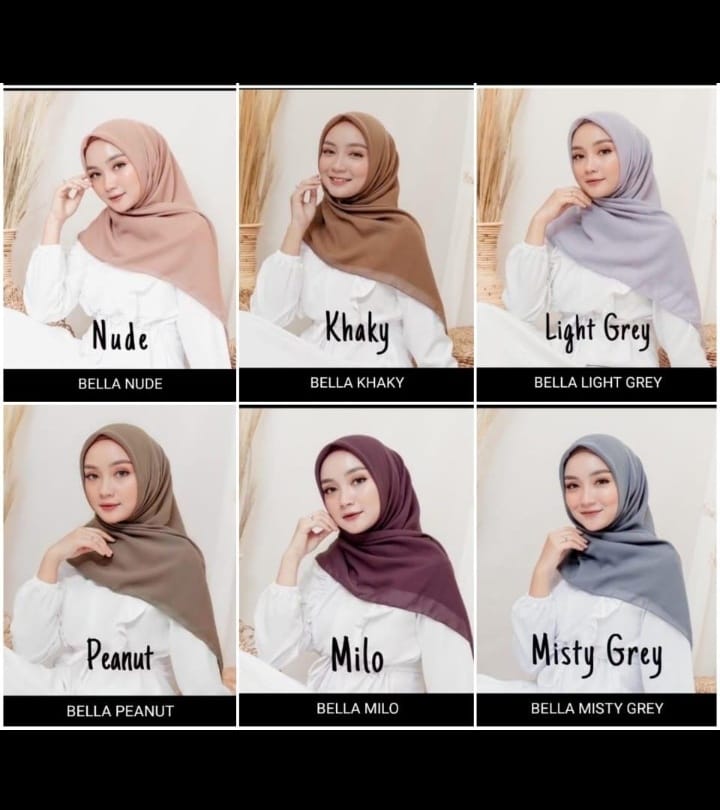 Nude
BELLA NUDE
Khaky
BELLA KHAKY
Light Grey
BELLA LIGHT GREY
Peanut
BELLA PEANUT
Milo
BELLA MILO
Misty Grey
BELLA MISTY GREY